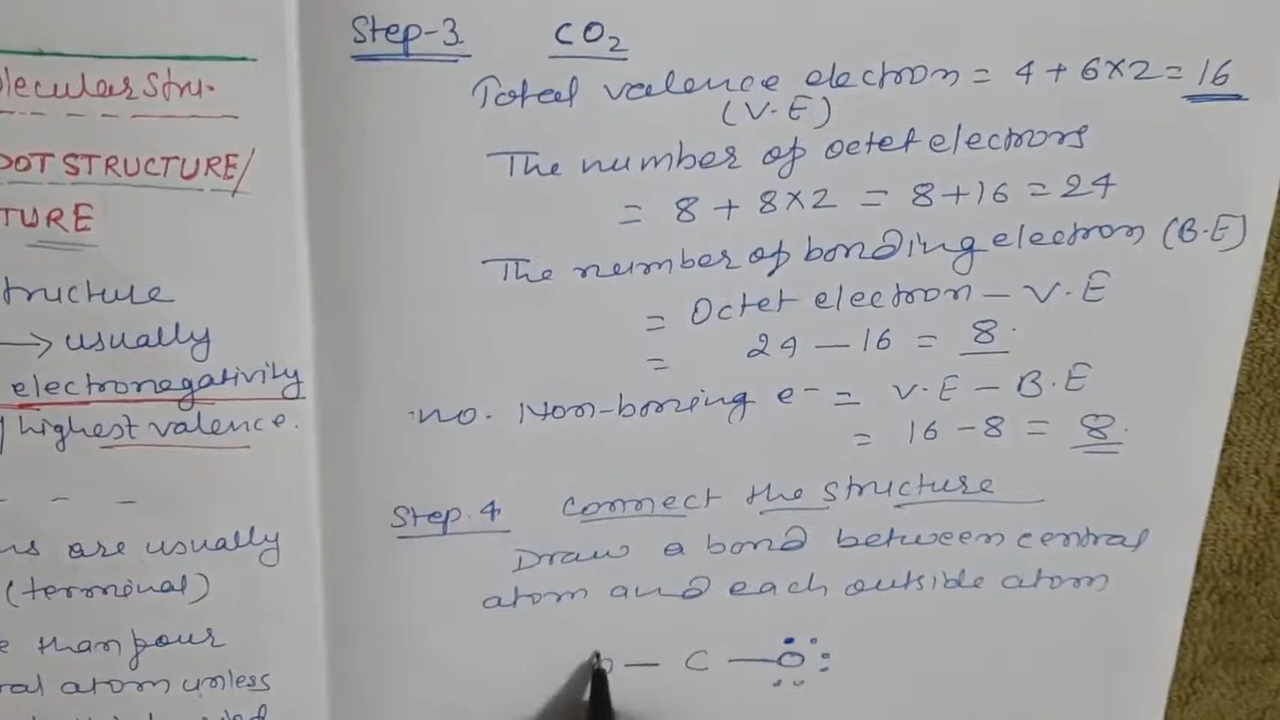 lecular Stru-
DOT STRUCTURE/
TURE
tructure
→ usually
electronegativity
highest valence.
ns are usually
(terminal)
e than four
ral atom unless
Step-3 CO2
Total valence electron = 4 + 6×2 = 16
(V.E)
The number of octet electrons
= 8 + 8×2 = 8+16 = 24
The number of bonding electron (B.E)
= Octet electron - V.E
= 24 - 16 = 8.
no. Non-bonding e- = V.E - B.E
= 16 - 8 = 8.
Step.4 Connect the structure
Draw a bond between central
atom and each outside atom
— C — O